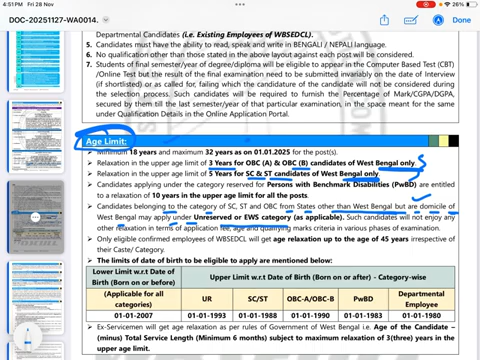 4:51 PM Fri 28 Nov
26%
DOC-20251127-WA0014.
Departmental Candidates (i.e. Existing Employees of WBSEDCL).
5. Candidates must have the ability to read, speak and write in BENGALI / NEPALI language.
6. No qualification other than those stated in the above layout against each post will be considered.
7. Students of final semester/year of degree/diploma will be eligible to appear in the Computer Based Test (CBT)
/Online Test but the result of the final examination need to be submitted invariably on the date of Interview
(if shortlisted) or as called for, failing which the candidature of the candidate will not be considered during
the selection process. Such candidates will be required to furnish the Percentage of Mark/CGPA/OGPA,
secured by them till the last semester/year of that particular examination, in the space meant for the same
under Qualification Details in the Online Application Portal.
Age Limit:
➢ Minimum 18 years and maximum 32 years as on 01.01.2025 for the post(s).
➢ Relaxation in the upper age limit of 3 Years for OBC (A) & OBC (B) candidates of West Bengal only.
➢ Relaxation in the upper age limit of 5 Years for SC & ST candidates of West Bengal only.
➢ Candidates applying under the category reserved for Persons with Benchmark Disabilities (PwBD) are entitled
to a relaxation of 10 years in the upper age limit for all the posts.
➢ Candidates belonging to the category of SC, ST and OBC from States other than West Bengal but are domicile of
West Bengal may apply under Unreserved or EWS category (as applicable). Such candidates will not enjoy any
other relaxation in terms of application fee, age and qualifying marks criteria in various phases of examination.
➢ Only eligible confirmed employees of WBSEDCL will get age relaxation up to the age of 45 years irrespective of
their Caste/ Category.
➢ The limits of date of birth to be eligible to apply are mentioned below:
Lower Limit w.r.t Date of Birth (Born on or before) Upper Limit w.r.t Date of Birth (Born on or after) - Category-wise
(Applicable for all categories) UR SC/ST OBC-A/OBC-B PwBD Departmental Employee
01-01-2007 01-01-1993 01-01-1988 01-01-1990 01-01-1983 01-01-1980
➢ Ex-Servicemen will get age relaxation as per rules of Government of West Bengal i.e. Age of the Candidate –
(minus) Total Service Length (Minimum 6 months) subject to maximum relaxation of 3(three) years in the
upper age limit.